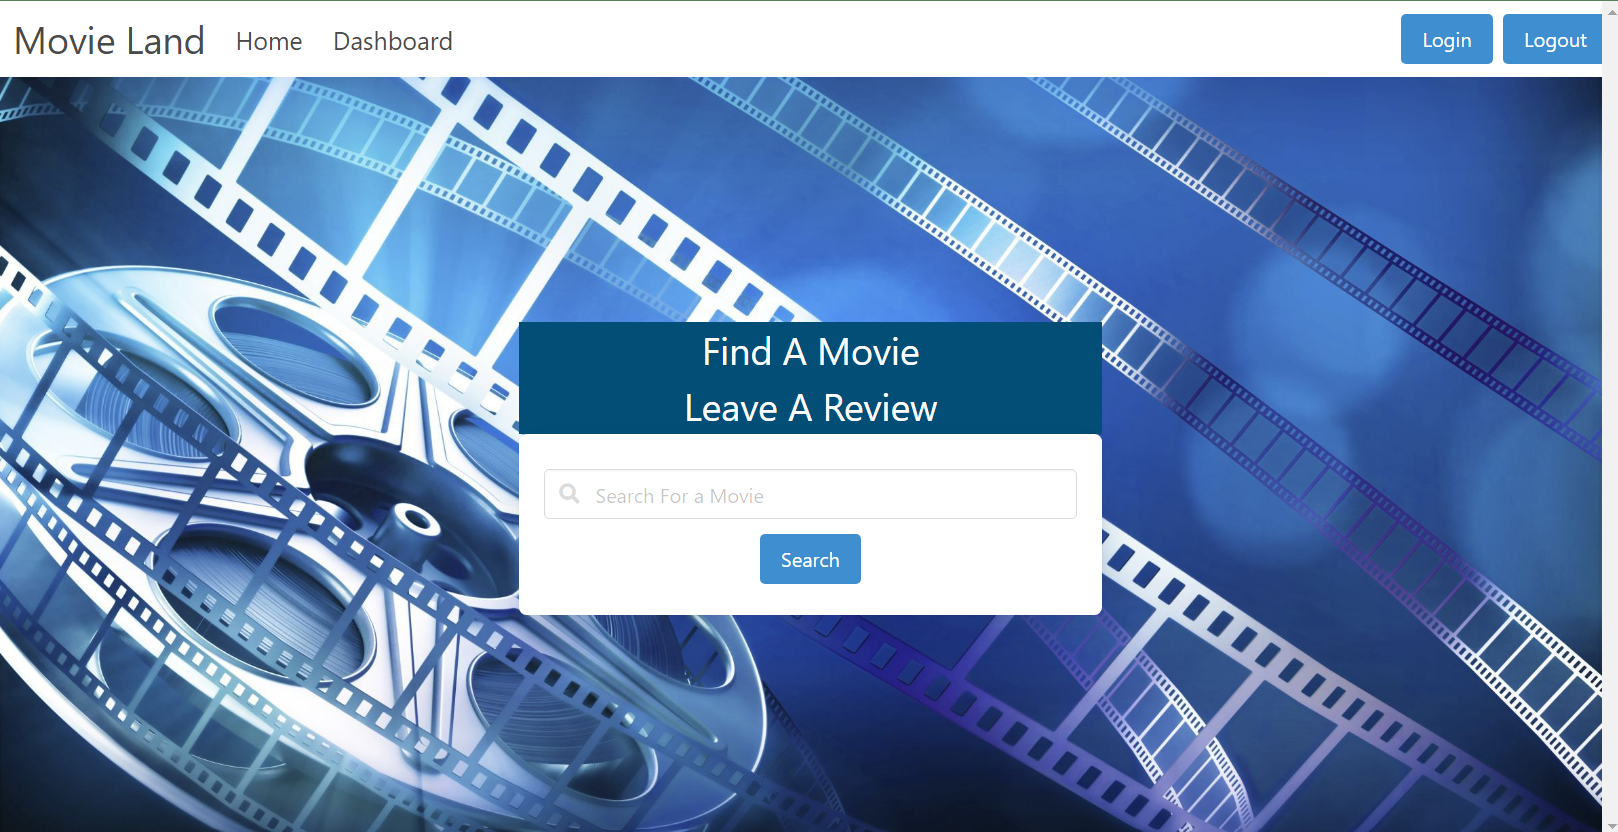 Movie Land Home Dashboard Login Logout
Find A Movie
Leave A Review
Search For a Movie
Search